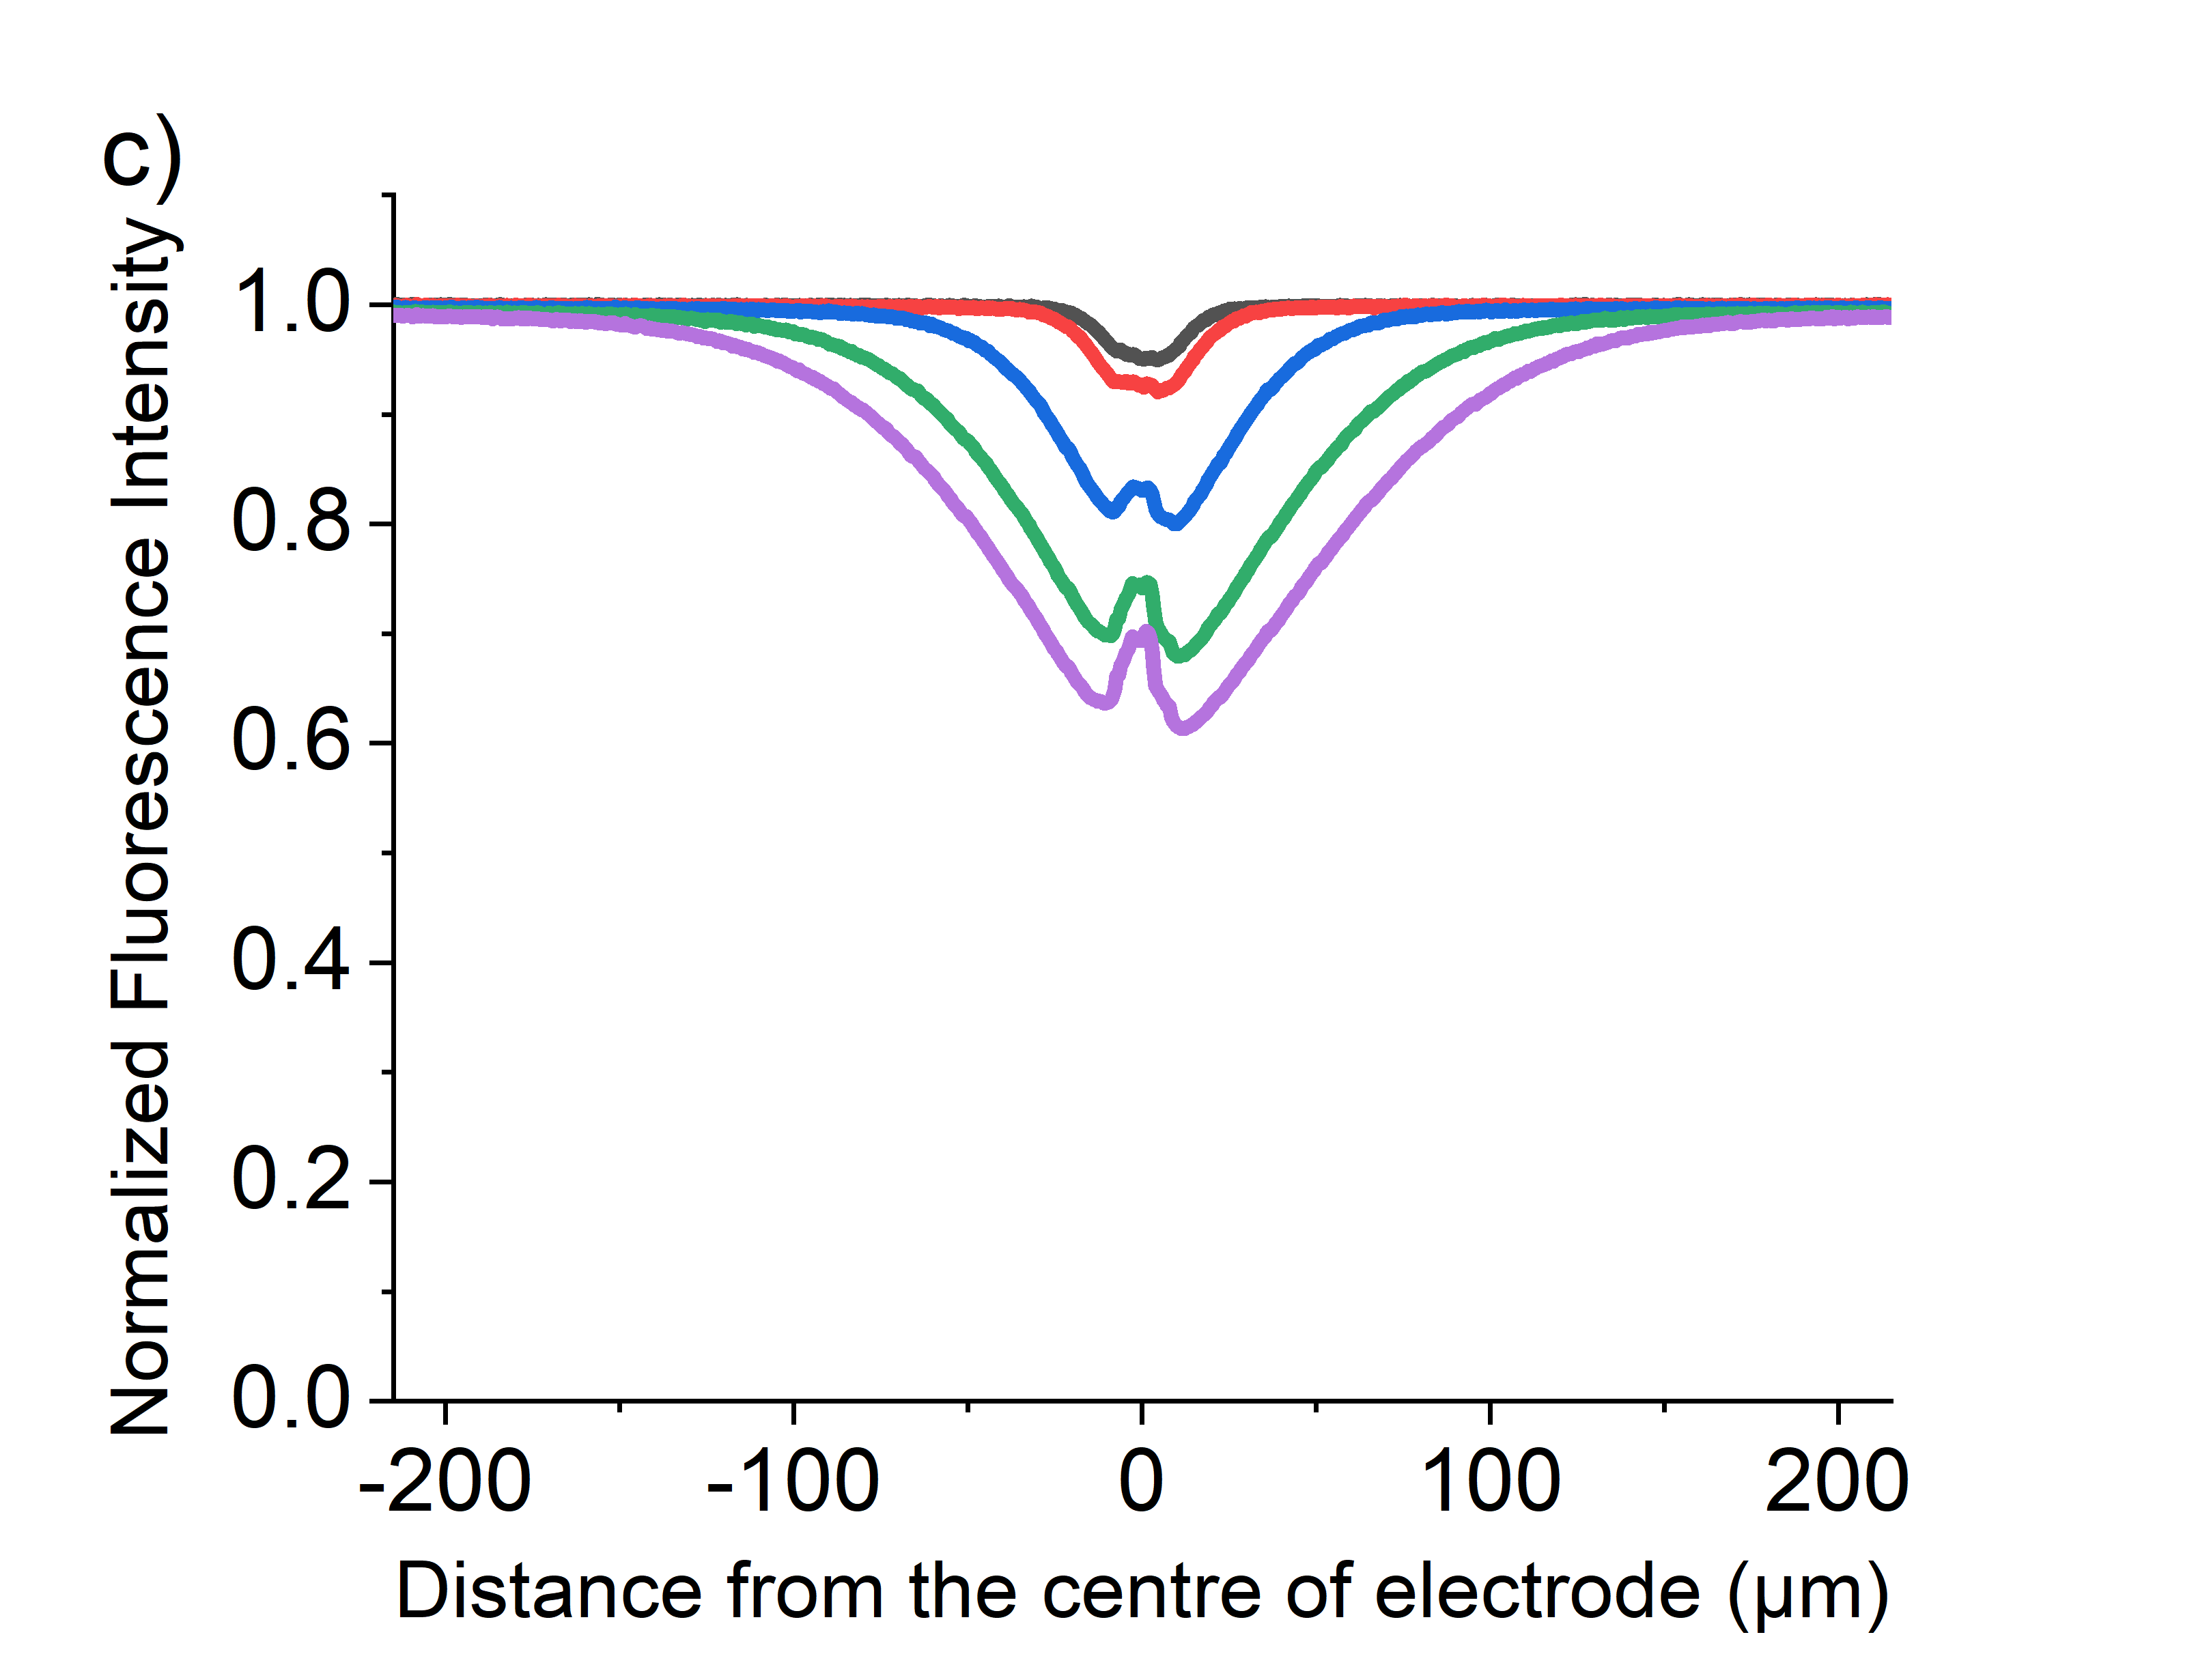 c)
Normalized Fluorescence Intensity
1.0
0.8
0.6
0.4
0.2
0.0
-200 -100 0 100 200
Distance from the centre of electrode (µm)